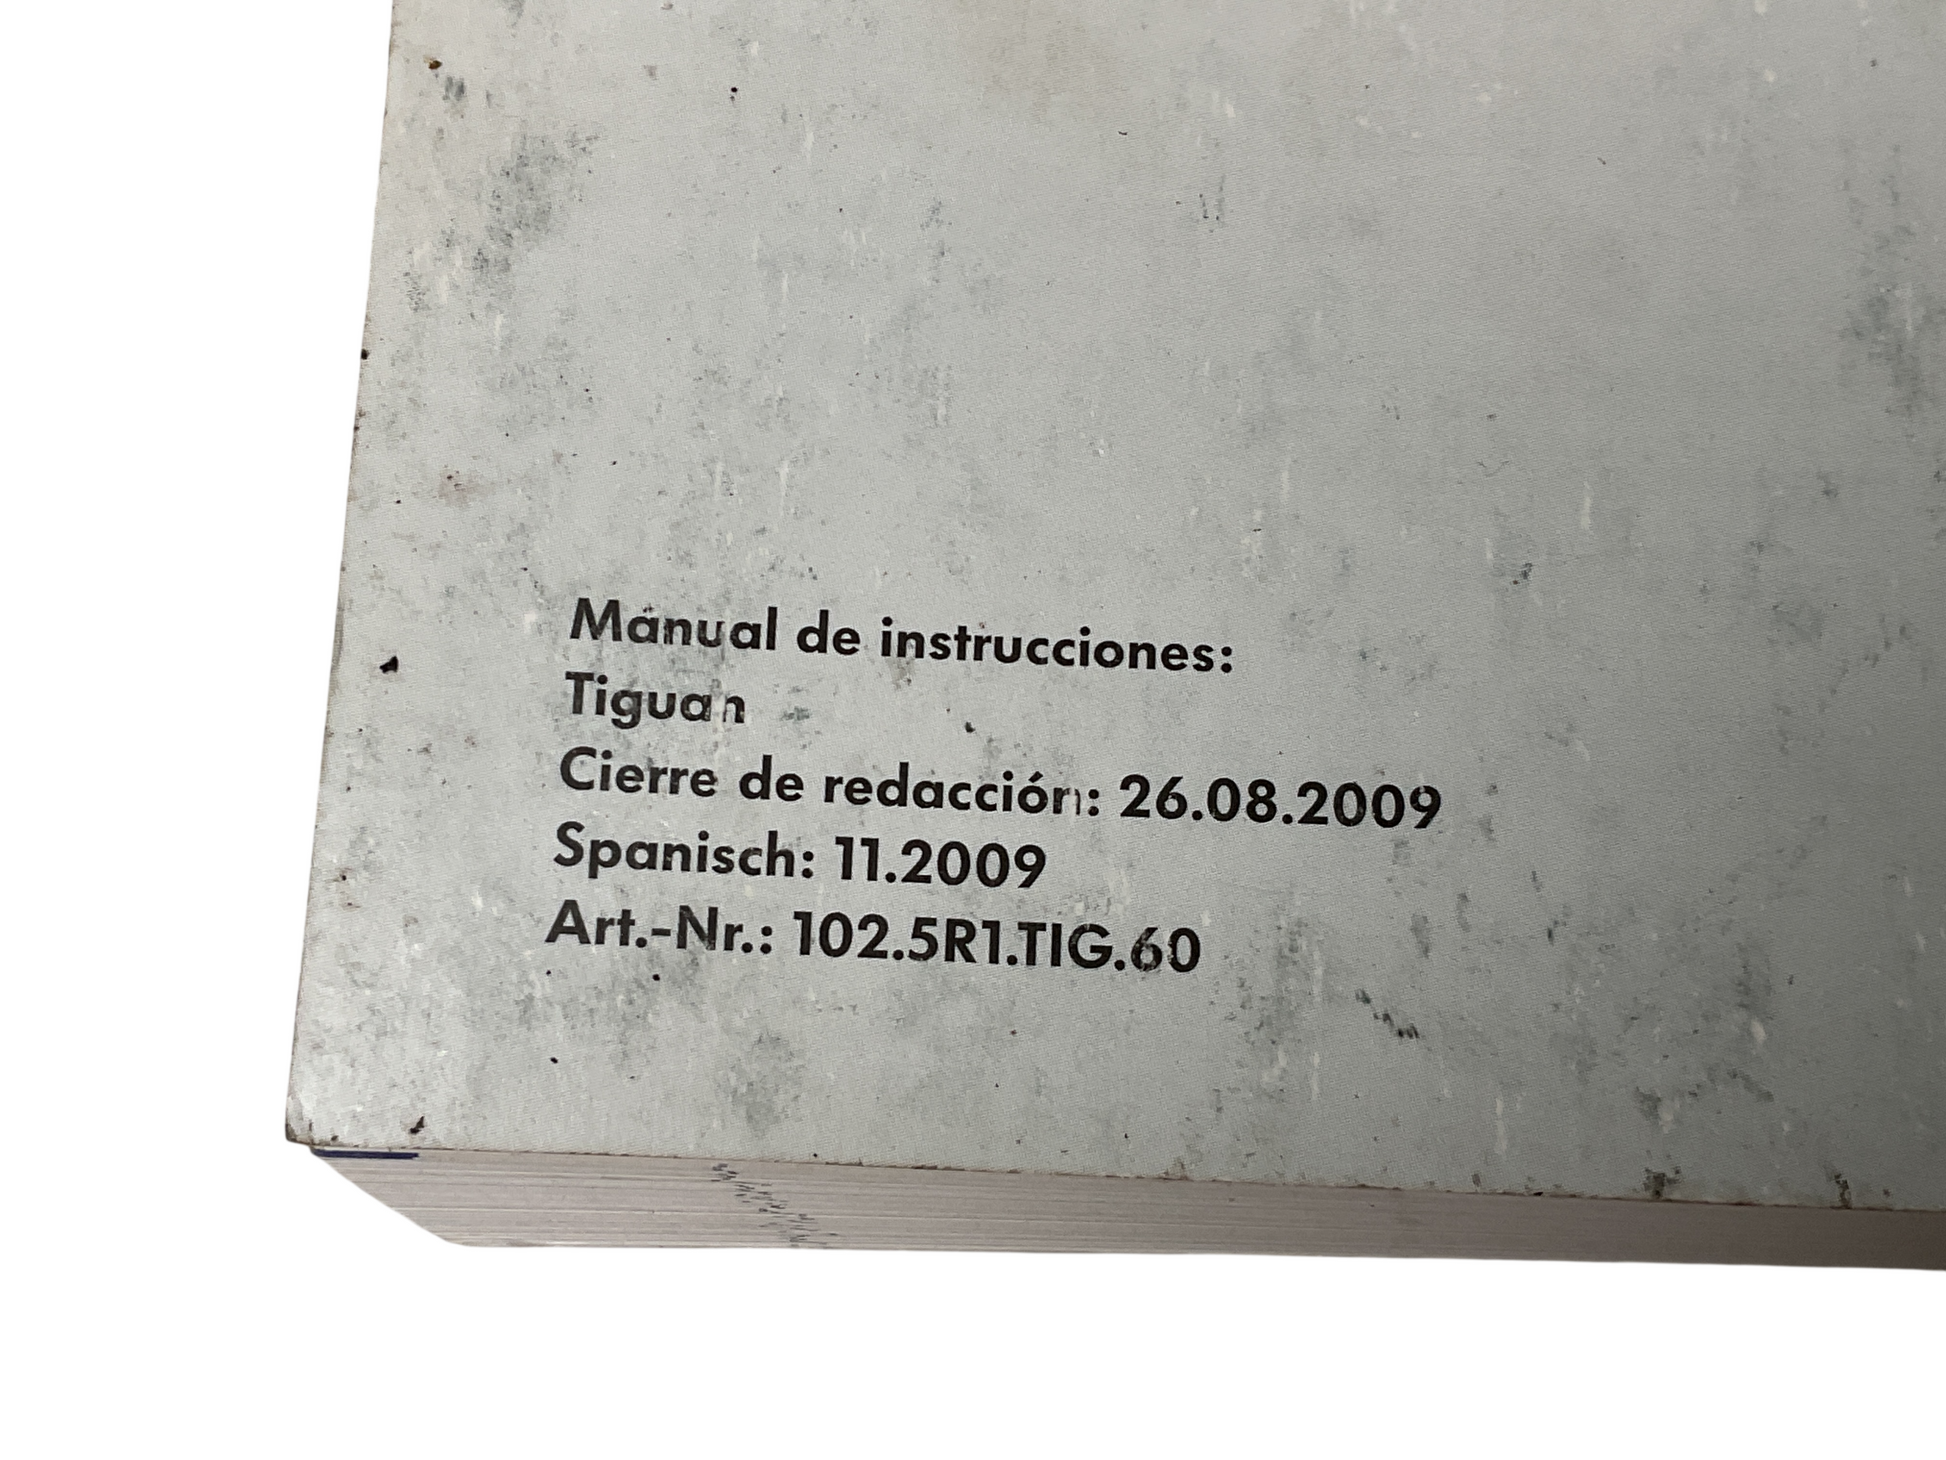 Manual de instrucciones:
Tiguan
Cierre de redacción: 26.08.2009
Spanisch: 11.2009
Art.-Nr.: 102.5R1.TIG.60